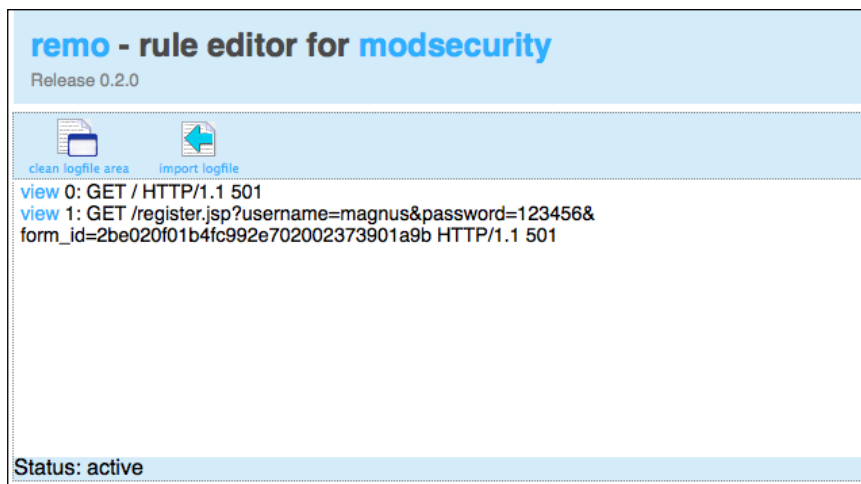 remo - rule editor for modsecurity
Release 0.2.0
clean logfile area import logfile
view 0: GET / HTTP/1.1 501
view 1: GET /register.jsp?username=magnus&password=123456&
form_id=2be020f01b4fc992e702002373901a9b HTTP/1.1 501
Status: active